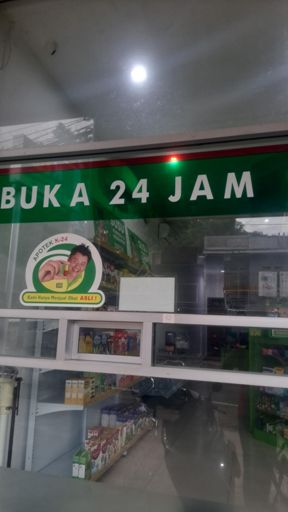 BUKA 24 JAM
APOTEK K-24
Kami Hanya Menjual Obat ASLI!